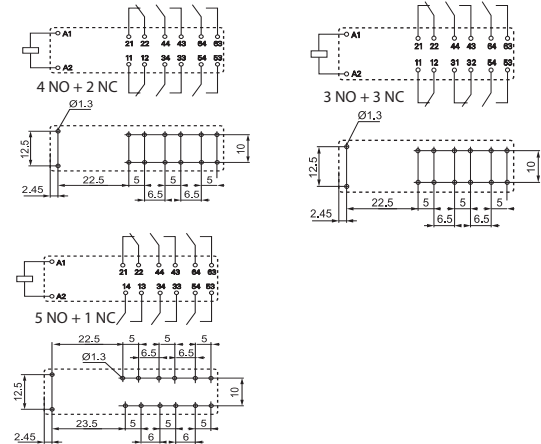 A1
21 22 44 43 64 63
11 12 34 33 54 53
A2
4 NO + 2 NC
Ø1.3
12.5
10
22.5 5 5 5
6.5 6.5
2.45
A1
21 22 44 43 64 63
11 12 31 32 54 53
A2
3 NO + 3 NC
Ø1.3
12.5
10
22.5 5 5 5
6.5 6.5
2.45
A1
21 22 44 43 64 63
14 13 34 33 54 53
A2
5 NO + 1 NC
22.5 5 5 5
6.5 6.5
Ø1.3
12.5
10
23.5 5 5 5
6 6
2.45